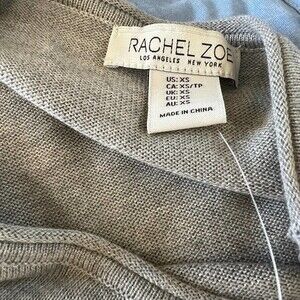 RACHEL ZOE
LOS ANGELES NEW YORK
US: XS
CA: XS/TP
UK: XS
EU: XS
AU: XS
MADE IN CHINA